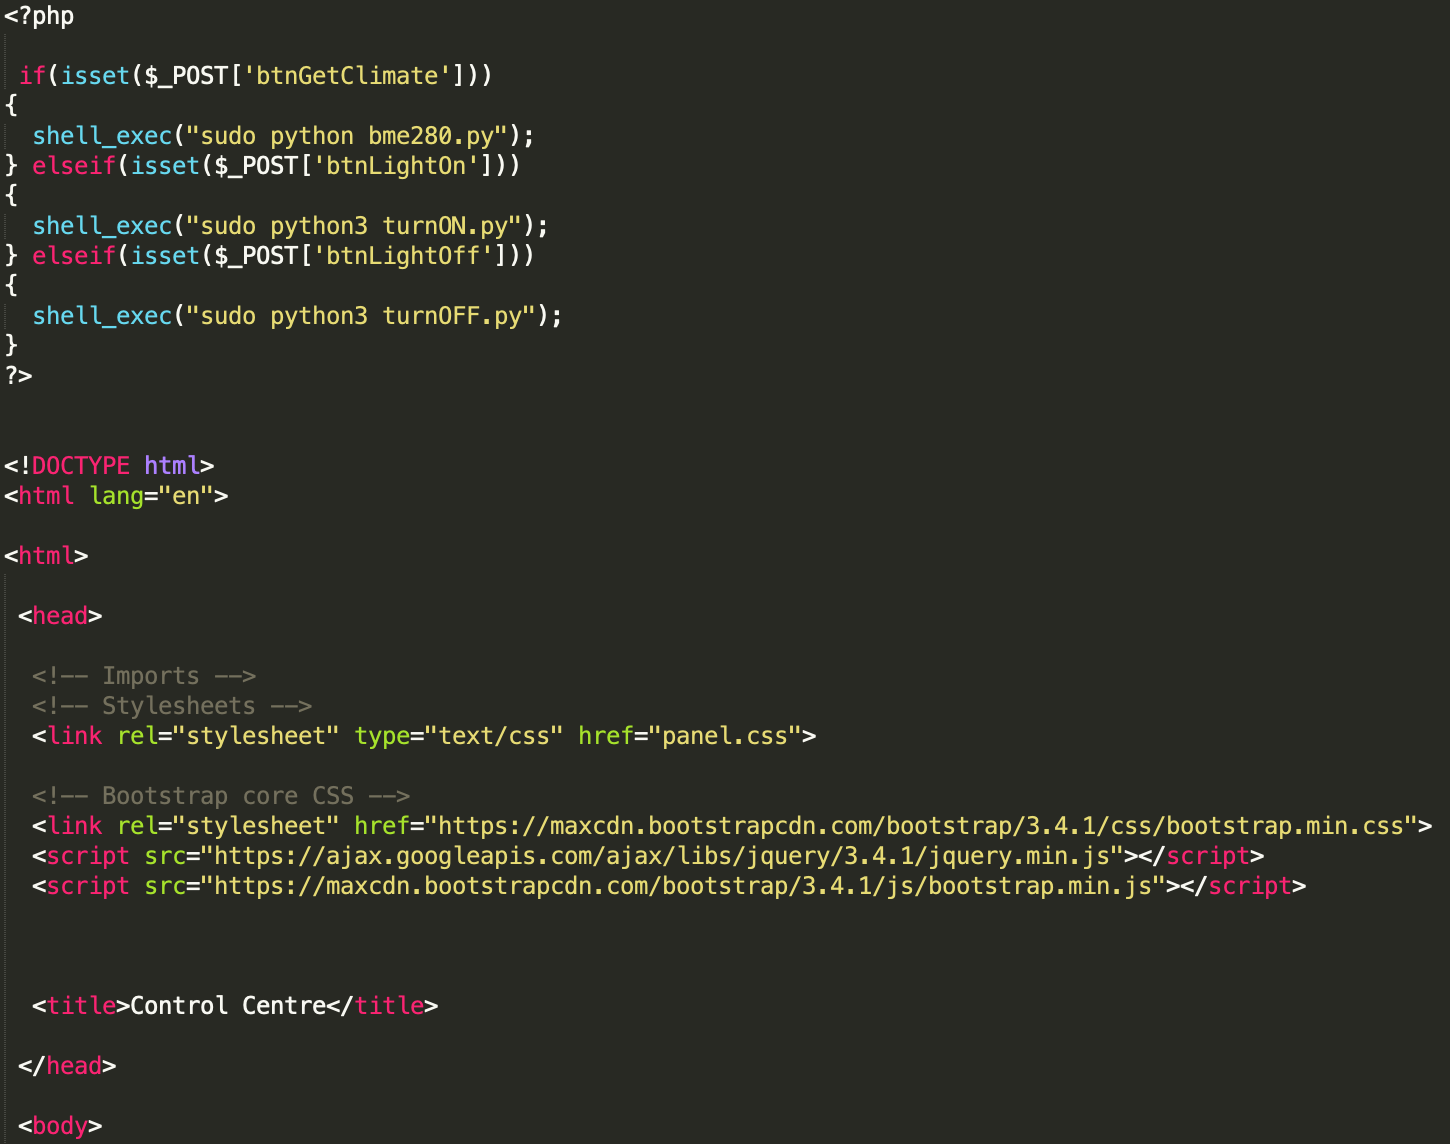 <?php
if(isset($_POST['btnGetClimate']))
{
shell_exec("sudo python bme280.py");
} elseif(isset($_POST['btnLightOn']))
{
shell_exec("sudo python3 turnON.py");
} elseif(isset($_POST['btnLightOff']))
{
shell_exec("sudo python3 turnOFF.py");
}
?>
<!DOCTYPE html>
<html lang="en">
<html>
<head>
<!-- Imports -->
<!-- Stylesheets -->
<link rel="stylesheet" type="text/css" href="panel.css">
<!-- Bootstrap core CSS -->
<link rel="stylesheet" href="https://maxcdn.bootstrapcdn.com/bootstrap/3.4.1/css/bootstrap.min.css">
<script src="https://ajax.googleapis.com/ajax/libs/jquery/3.4.1/jquery.min.js"></script>
<script src="https://maxcdn.bootstrapcdn.com/bootstrap/3.4.1/js/bootstrap.min.js"></script>
<title>Control Centre</title>
</head>
<body>